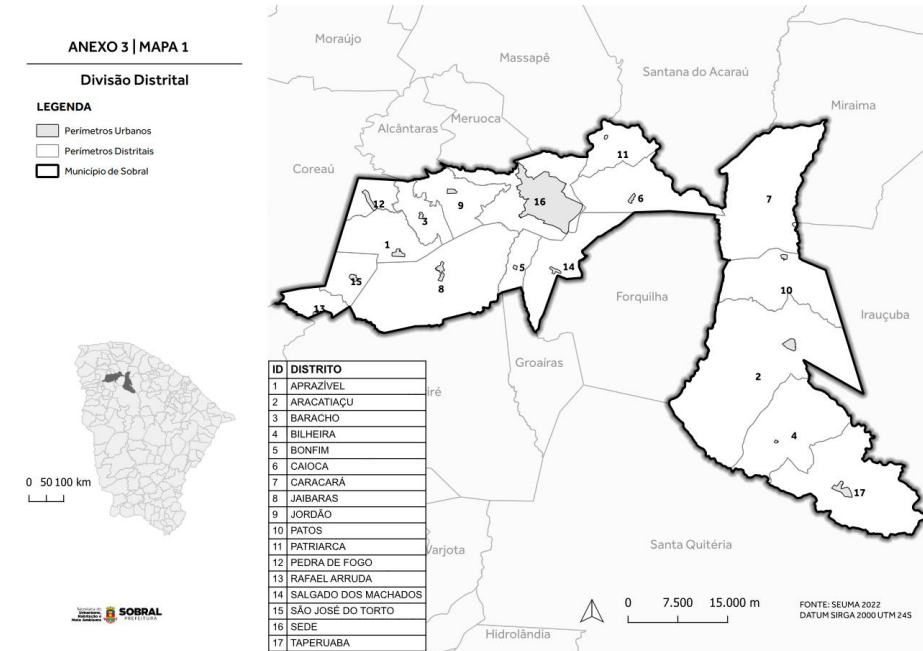 ANEXO 3 | MAPA 1
Divisão Distrital
LEGENDA
Perímetros Urbanos
Perímetros Distritais
Município de Sobral
0 50 100 km
SOBRAL
PREFEITURA
Moraújo
Massapê
Santana do Acaraú
Miraima
Alcântaras
Meruoca
Coreaú
11
12
9
16
6
7
3
1
5
14
15
8
13
10
Forquilha
Irauçuba
Groaíras
iré
2
4
17
Varjota
Santa Quitéria
Hidrolândia
ID DISTRITO
1 APRAZÍVEL
2 ARACATIAÇU
3 BARACHO
4 BILHEIRA
5 BONFIM
6 CAIOCA
7 CARACARÁ
8 JAIBARAS
9 JORDÃO
10 PATOS
11 PATRIARCA
12 PEDRA DE FOGO
13 RAFAEL ARRUDA
14 SALGADO DOS MACHADOS
15 SÃO JOSÉ DO TORTO
16 SEDE
17 TAPERUABA
0 7.500 15.000 m
FONTE: SEUMA 2022
DATUM SIRGA 2000 UTM 24S